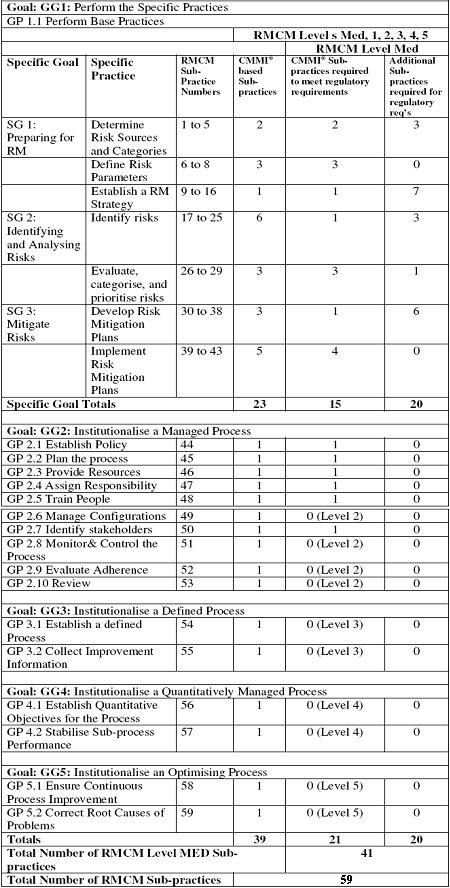 Goal: GG1: Perform the Specific Practices
GP 1.1 Perform Base Practices
RMCM Level s Med, 1, 2, 3, 4, 5
RMCM Level Med
Specific Goal
Specific Practice
RMCM Sub-Practice Numbers
CMMI® based Sub-practices
CMMI® Sub-practices required to meet regulatory requirements
Additional Sub-practices required for regulatory req's
SG 1: Preparing for RM
Determine Risk Sources and Categories
1 to 5
2
2
3
Define Risk Parameters
6 to 8
3
3
0
Establish a RM Strategy
9 to 16
1
1
7
SG 2: Identifying and Analysing Risks
Identify risks
17 to 25
6
1
3
Evaluate, categorise, and prioritise risks
26 to 29
3
3
1
SG 3: Mitigate Risks
Develop Risk Mitigation Plans
30 to 38
3
1
6
Implement Risk Mitigation Plans
39 to 43
5
4
0
Specific Goal Totals
23
15
20
Goal: GG2: Institutionalise a Managed Process
GP 2.1 Establish Policy 44 1 1 0
GP 2.2 Plan the process 45 1 1 0
GP 2.3 Provide Resources 46 1 1 0
GP 2.4 Assign Responsibility 47 1 1 0
GP 2.5 Train People 48 1 1 0
GP 2.6 Manage Configurations 49 1 0 (Level 2) 0
GP 2.7 Identify stakeholders 50 1 1 0
GP 2.8 Monitor& Control the Process 51 1 0 (Level 2) 0
GP 2.9 Evaluate Adherence 52 1 0 (Level 2) 0
GP 2.10 Review 53 1 0 (Level 2) 0
Goal: GG3: Institutionalise a Defined Process
GP 3.1 Establish a defined Process 54 1 0 (Level 3) 0
GP 3.2 Collect Improvement Information 55 1 0 (Level 3) 0
Goal: GG4: Institutionalise a Quantitatively Managed Process
GP 4.1 Establish Quantitative Objectives for the Process 56 1 0 (Level 4) 0
GP 4.2 Stabilise Sub-process Performance 57 1 0 (Level 4) 0
Goal: GG5: Institutionalise an Optimising Process
GP 5.1 Ensure Continuous Process Improvement 58 1 0 (Level 5) 0
GP 5.2 Correct Root Causes of Problems 59 1 0 (Level 5) 0
Totals 39 21 20
Total Number of RMCM Level MED Sub-practices 41
Total Number of RMCM Sub-practices 59